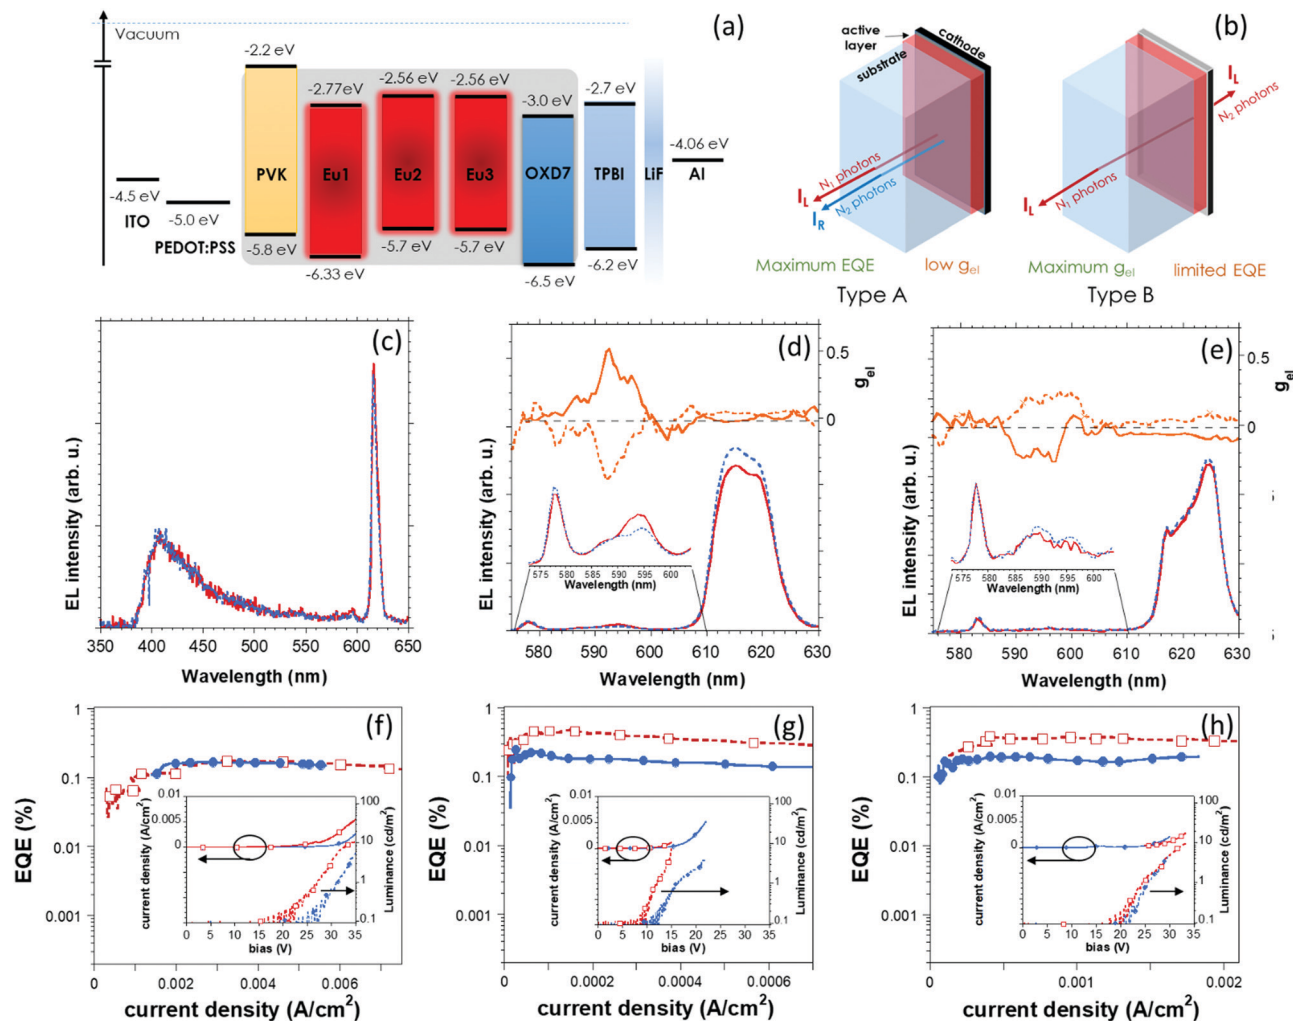 (a)
Vacuum
-2.2 eV
-2.77 eV
-2.56 eV
-2.56 eV
-3.0 eV
-2.7 eV
-4.06 eV
PVK
Eu1
Eu2
Eu3
OXD7
TPBI
LiF
Al
-4.5 eV
ITO
-5.0 eV
PEDOT:PSS
-5.8 eV
-6.33 eV
-5.7 eV
-5.7 eV
-6.5 eV
-6.2 eV
(b)
active
layer
cathode
substrate
N1 photons
N2 photons
IL
IR
Maximum EQE
low gel
Type A
IL
N2 photons
N1 photons
IL
Maximum gel
limited EQE
Type B
(c)
EL intensity (arb. u.)
350 400 450 500 550 600 650
Wavelength (nm)
(d)
0.5
0
gel
EL intensity (arb. u.)
575 580 585 590 595 600
Wavelength (nm)
580 590 600 610 620 630
Wavelength (nm)
(e)
0.5
0
gel
EL intensity (arb. u.)
575 580 585 590 595 600
Wavelength (nm)
580 590 600 610 620 630
Wavelength (nm)
(f)
EQE (%)
1
0.1
0.01
0.001
current density (A/cm2)
0.01
0.005
0
100
10
1
0.1
Luminance (cd/m2)
0 5 10 15 20 25 30 35
bias (V)
0 0.002 0.004 0.006
current density (A/cm2)
(g)
EQE (%)
1
0.1
0.01
0.001
current density (A/cm2)
0.01
0.005
0
100
10
1
0.1
Luminance (cd/m2)
0 5 10 15 20 25 30 35
bias (V)
0 0.0002 0.0004 0.0006
current density (A/cm2)
(h)
EQE (%)
1
0.1
0.01
0.001
current density (A/cm2)
0.01
0.005
0
100
10
1
0.1
Luminance (cd/m2)
0 5 10 15 20 25 30 35
bias (V)
0 0.001 0.002
current density (A/cm2)